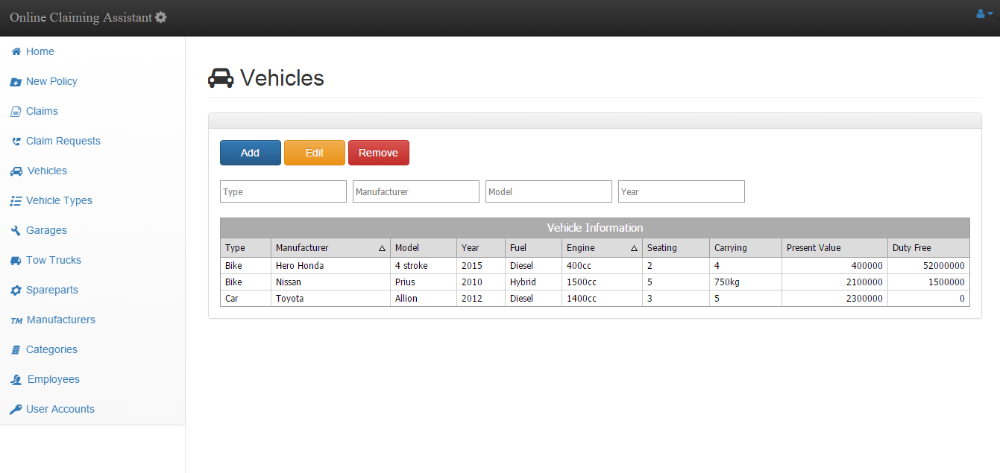 Online Claiming Assistant
Home
New Policy
Claims
Claim Requests
Vehicles
Vehicle Types
Garages
Tow Trucks
Spareparts
TM Manufacturers
Categories
Employees
User Accounts
Vehicles
Add Edit Remove
Type Manufacturer Model Year
Vehicle Information
Type Manufacturer Model Year Fuel Engine Seating Carrying Present Value Duty Free
Bike Hero Honda 4 stroke 2015 Diesel 400cc 2 4 400000 52000000
Bike Nissan Prius 2010 Hybrid 1500cc 5 750kg 2100000 1500000
Car Toyota Allion 2012 Diesel 1400cc 3 5 2300000 0